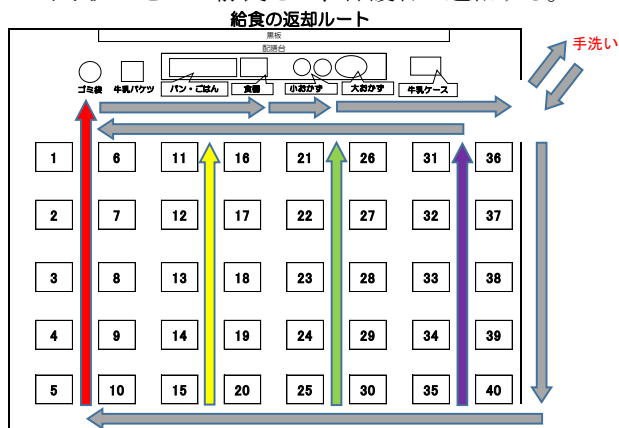 給食の返却ルート
黒板
配膳台
手洗い
ゴミ袋 牛乳バケツ パン・ごはん 食器 小おかず 大おかず 牛乳ケース
1 6 11 16 21 26 31 36
2 7 12 17 22 27 32 37
3 8 13 18 23 28 33 38
4 9 14 19 24 29 34 39
5 10 15 20 25 30 35 40